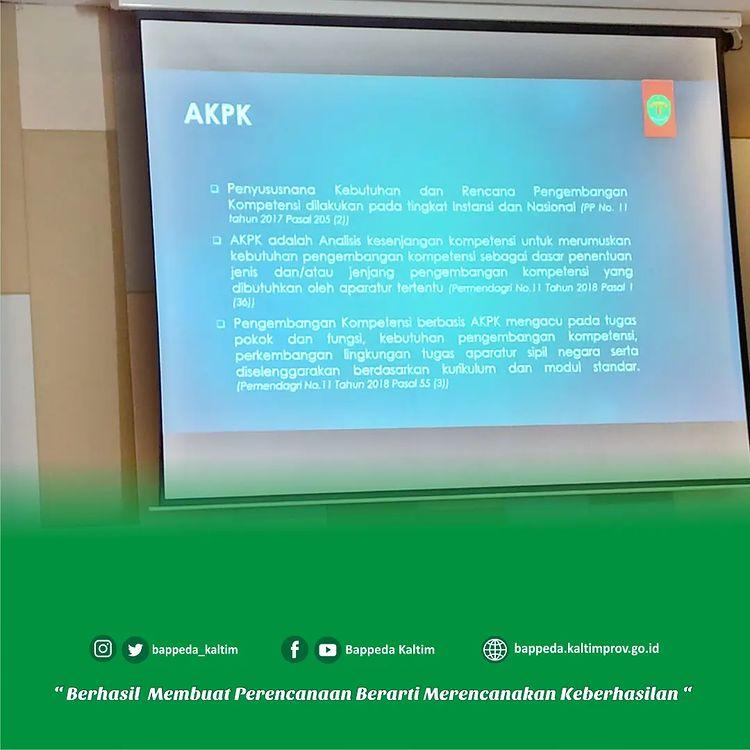 AKPK
Penyususnana Kebutuhan dan Rencana Pengembangan
Kompetensi dilakukan pada tingkat Instansi dan Nasional (PP No. 11
tahun 2017 Pasal 205 (2))
AKPK adalah Analisis kesenjangan kompetensi untuk merumuskan
kebutuhan pengembangan kompetensi sebagai dasar penentuan
jenis dan/atau jenjang pengembangan kompetensi yang
dibutuhkan oleh aparatur tertentu (Permendagri No.11 Tahun 2018 Pasal 1
(36))
Pengembangan Kompetensi berbasis AKPK mengacu pada tugas
pokok dan fungsi, kebutuhan pengembangan kompetensi,
perkembangan lingkungan tugas aparatur sipil negara serta
diselenggarakan berdasarkan kurikulum dan modul standar.
(Pemendagri No.11 Tahun 2018 Pasal 55 (3))
bappeda_kaltim
Bappeda Kaltim
bappeda.kaltimprov.go.id
“ Berhasil Membuat Perencanaan Berarti Merencanakan Keberhasilan “